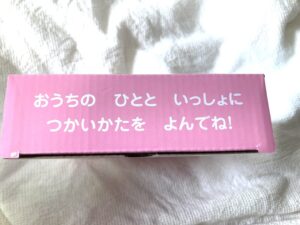 おうちの　ひとと　いっしょに
つかいかたを　よんでね!